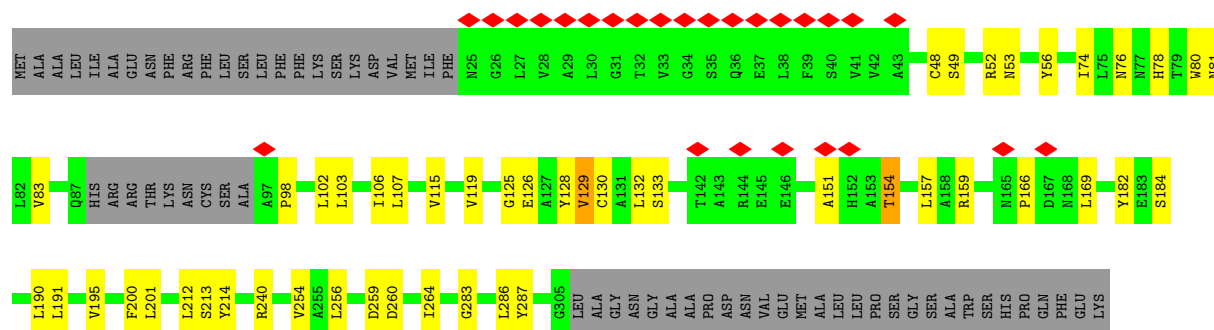 MET ALA ALA LEU ILE ALA GLU ASN PHE ARG PHE LEU SER LEU PHE PHE LYS SER LYS ASP VAL MET ILE PHE N25 G26 L27 V28 A29 L30 G31 T32 V33 G34 S35 Q36 E37 L38 F39 S40 V41 V42 A43 C48 S49 R52 N53 Y56 I74 L75 N76 N77 H78 T79 W80 N81
L82 V83 Q87 HIS ARG ARG THR LYS ASN CYS SER ALA A97 P98 L102 L103 I106 L107 V115 V119 G125 E126 A127 Y128 V129 C130 A131 L132 S133 T142 A143 R144 E145 E146 A151 H152 A153 T154 L157 A158 R159 N165 P166 D167 N168 L169 Y182 E183 S184
L190 L191 V195 F200 L201 L212 S213 Y214 R240 V254 A255 L256 D259 D260 I264 G283 L286 Y287 G305 LEU ALA GLY ASN GLY ALA ALA PRO ASP ASN VAL GLU MET ALA LEU LEU PRO SER GLY SER ALA TRP SER HIS PRO GLN PHE GLU LYS